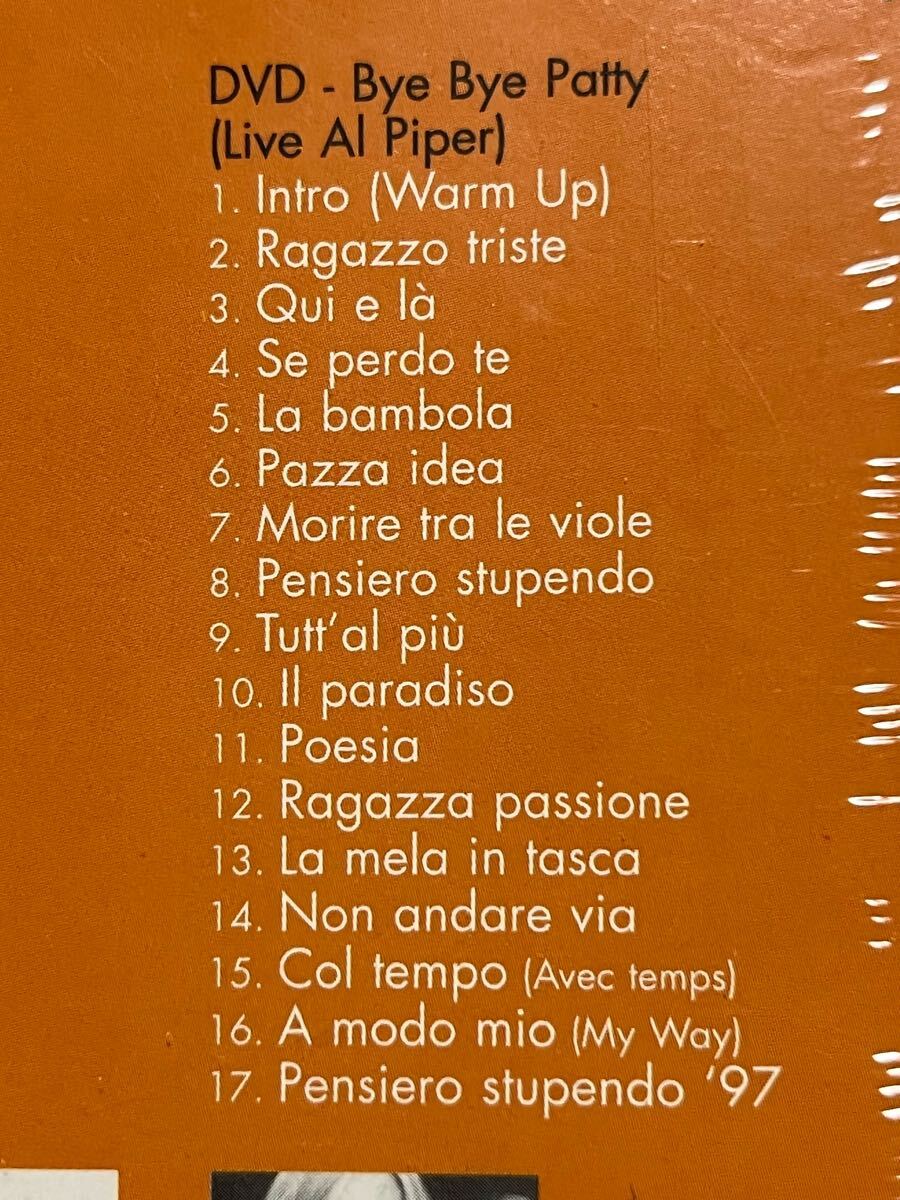 DVD - Bye Bye Patty
(Live Al Piper)
1. Intro (Warm Up)
2. Ragazzo triste
3. Qui e là
4. Se perdo te
5. La bambola
6. Pazza idea
7. Morire tra le viole
8. Pensiero stupendo
9. Tutt'al più
10. Il paradiso
11. Poesia
12. Ragazza passione
13. La mela in tasca
14. Non andare via
15. Col tempo (Avec temps)
16. A modo mio (My Way)
17. Pensiero stupendo '97